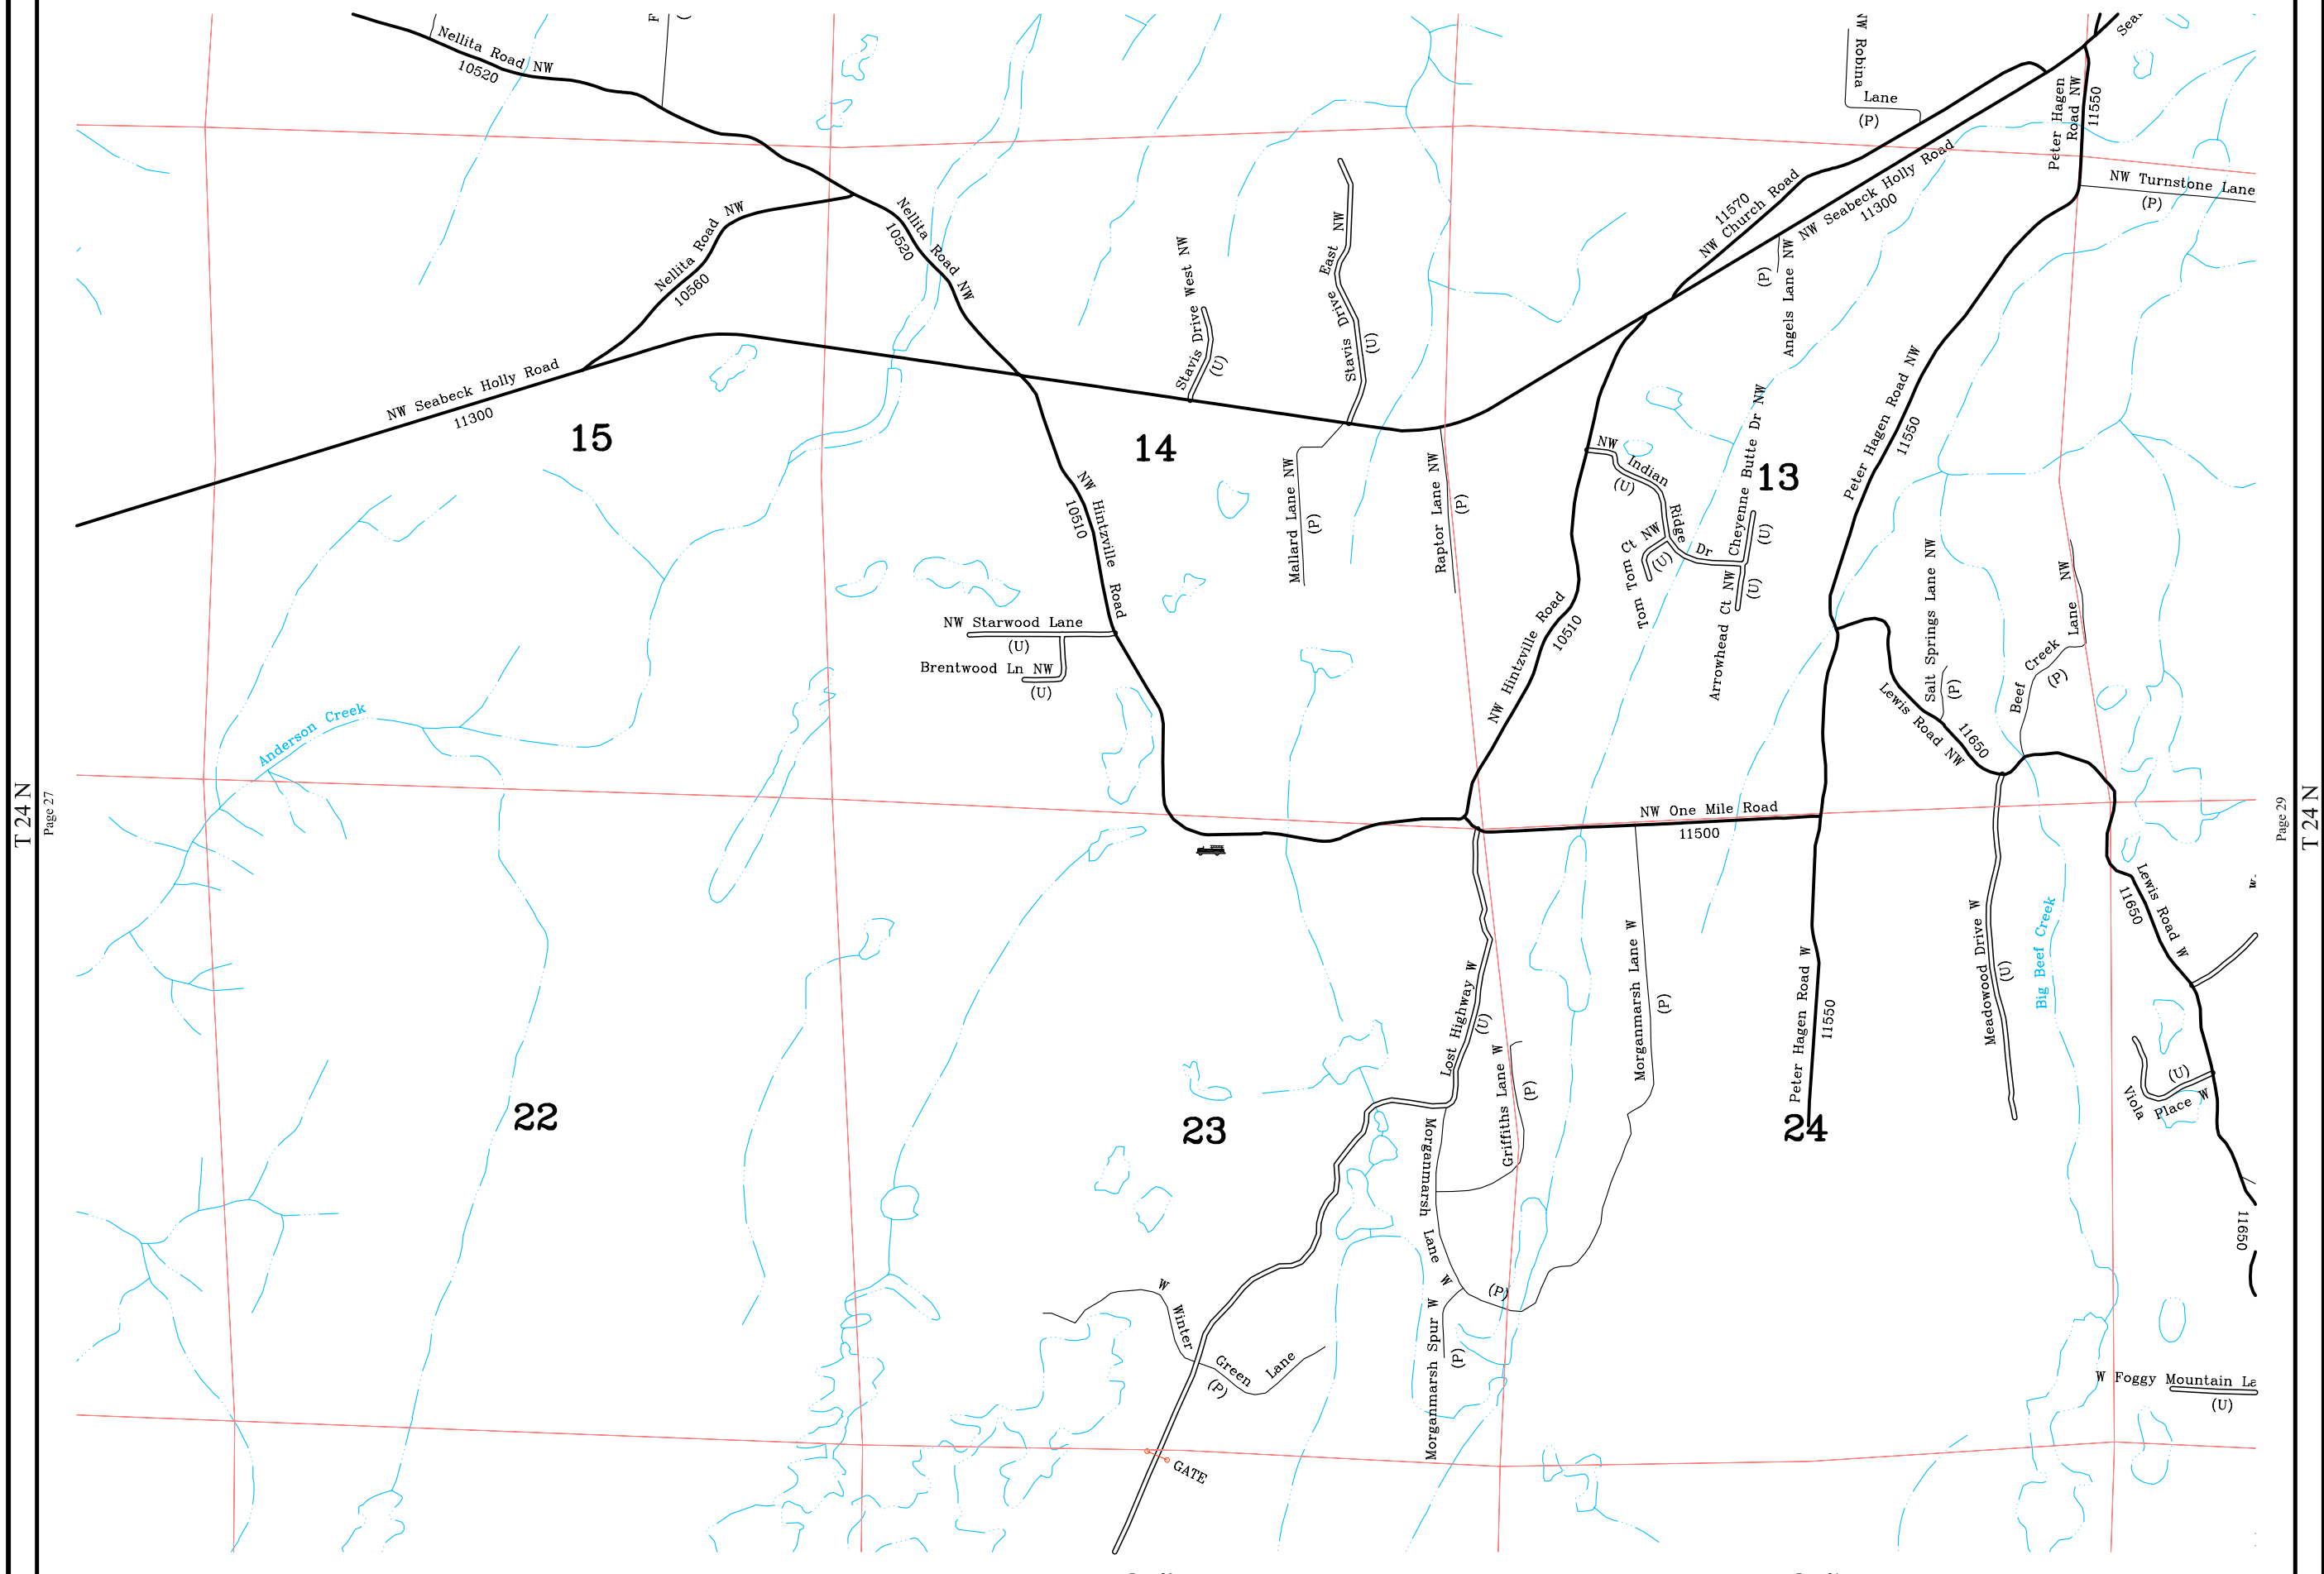 Nellita Road NW
10520
F
NW Robina
Lane
(P)
Peter Hagen
Road NW
11550
NW Turnstone Lane
(P)
11570
NW Church Road
NW Seabeck Holly Road
11300
Nellita Road NW
10560
Nellita Road NW
10520
Stavis Drive West NW
(U)
Stavis Drive East NW
(U)
(P)
Angels Lane NW
NW Seabeck Holly Road
11300
15
14
13
Peter Hagen Road NW
11550
NW Indian Ridge Dr
(U)
Cheyenne Butte Dr NW
(U)
Tom Tom Ct NW
(U)
Arrowhead Ct NW
(U)
NW Hintzville Road
10510
Mallard Lane NW
(P)
Raptor Lane NW
(P)
NW Hintzville Road
10510
NW Starwood Lane
(U)
Brentwood Ln NW
(U)
Salt Springs Lane NW
(P)
Beef Creek Lane NW
(P)
Lewis Road NW
11650
Anderson Creek
T 24 N
Page 27
Page 29
T 24 N
NW One Mile Road
11500
Lewis Road W
11650
Lost Highway W
(U)
Morganmarsh Lane W
(P)
Peter Hagen Road W
11550
Meadowood Drive W
(U)
Big Beef Creek
Griffiths Lane W
(P)
Viola Place W
(U)
22
23
24
Morganmarsh Lane W
(P)
11650
W Winter Green Lane
(P)
Morganmarsh Spur W
(P)
W Foggy Mountain La
(U)
GATE